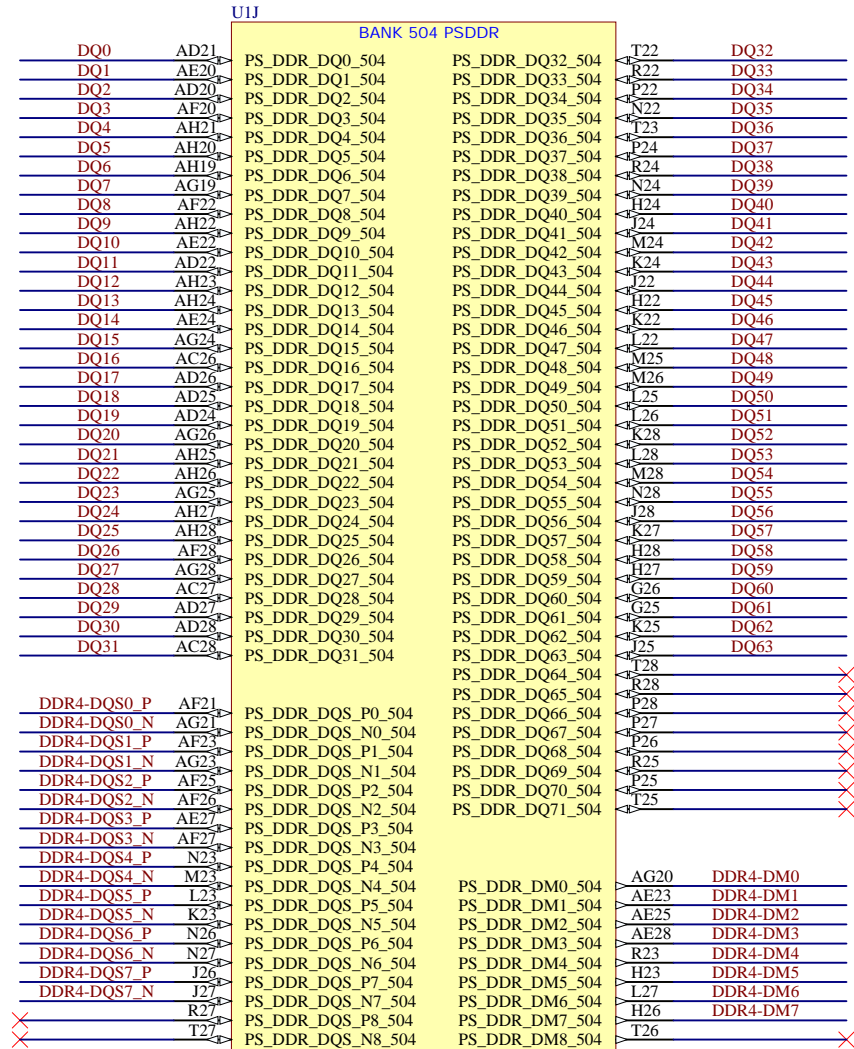 U1J
BANK 504 PSDDR
DQ0 AD21 PS_DDR_DQ0_504 PS_DDR_DQ32_504 T22 DQ32
DQ1 AE20 PS_DDR_DQ1_504 PS_DDR_DQ33_504 R22 DQ33
DQ2 AD20 PS_DDR_DQ2_504 PS_DDR_DQ34_504 P22 DQ34
DQ3 AF20 PS_DDR_DQ3_504 PS_DDR_DQ35_504 N22 DQ35
DQ4 AH21 PS_DDR_DQ4_504 PS_DDR_DQ36_504 T23 DQ36
DQ5 AH20 PS_DDR_DQ5_504 PS_DDR_DQ37_504 P24 DQ37
DQ6 AH19 PS_DDR_DQ6_504 PS_DDR_DQ38_504 R24 DQ38
DQ7 AG19 PS_DDR_DQ7_504 PS_DDR_DQ39_504 N24 DQ39
DQ8 AF22 PS_DDR_DQ8_504 PS_DDR_DQ40_504 H24 DQ40
DQ9 AH22 PS_DDR_DQ9_504 PS_DDR_DQ41_504 J24 DQ41
DQ10 AE22 PS_DDR_DQ10_504 PS_DDR_DQ42_504 M24 DQ42
DQ11 AD22 PS_DDR_DQ11_504 PS_DDR_DQ43_504 K24 DQ43
DQ12 AH23 PS_DDR_DQ12_504 PS_DDR_DQ44_504 J22 DQ44
DQ13 AH24 PS_DDR_DQ13_504 PS_DDR_DQ45_504 H22 DQ45
DQ14 AE24 PS_DDR_DQ14_504 PS_DDR_DQ46_504 K22 DQ46
DQ15 AG24 PS_DDR_DQ15_504 PS_DDR_DQ47_504 L22 DQ47
DQ16 AC26 PS_DDR_DQ16_504 PS_DDR_DQ48_504 M25 DQ48
DQ17 AD26 PS_DDR_DQ17_504 PS_DDR_DQ49_504 M26 DQ49
DQ18 AD25 PS_DDR_DQ18_504 PS_DDR_DQ50_504 L25 DQ50
DQ19 AD24 PS_DDR_DQ19_504 PS_DDR_DQ51_504 L26 DQ51
DQ20 AG26 PS_DDR_DQ20_504 PS_DDR_DQ52_504 K28 DQ52
DQ21 AH25 PS_DDR_DQ21_504 PS_DDR_DQ53_504 L28 DQ53
DQ22 AH26 PS_DDR_DQ22_504 PS_DDR_DQ54_504 M28 DQ54
DQ23 AG25 PS_DDR_DQ23_504 PS_DDR_DQ55_504 N28 DQ55
DQ24 AH27 PS_DDR_DQ24_504 PS_DDR_DQ56_504 J28 DQ56
DQ25 AH28 PS_DDR_DQ25_504 PS_DDR_DQ57_504 K27 DQ57
DQ26 AF28 PS_DDR_DQ26_504 PS_DDR_DQ58_504 H28 DQ58
DQ27 AG28 PS_DDR_DQ27_504 PS_DDR_DQ59_504 H27 DQ59
DQ28 AC27 PS_DDR_DQ28_504 PS_DDR_DQ60_504 G26 DQ60
DQ29 AD27 PS_DDR_DQ29_504 PS_DDR_DQ61_504 G25 DQ61
DQ30 AD28 PS_DDR_DQ30_504 PS_DDR_DQ62_504 K25 DQ62
DQ31 AC28 PS_DDR_DQ31_504 PS_DDR_DQ63_504 J25 DQ63
PS_DDR_DQ64_504 T28
PS_DDR_DQ65_504 R28
DDR4-DQS0_P AF21 PS_DDR_DQS_P0_504 PS_DDR_DQ66_504 P28
DDR4-DQS0_N AG21 PS_DDR_DQS_N0_504 PS_DDR_DQ67_504 P27
DDR4-DQS1_P AF23 PS_DDR_DQS_P1_504 PS_DDR_DQ68_504 P26
DDR4-DQS1_N AG23 PS_DDR_DQS_N1_504 PS_DDR_DQ69_504 R25
DDR4-DQS2_P AF25 PS_DDR_DQS_P2_504 PS_DDR_DQ70_504 P25
DDR4-DQS2_N AF26 PS_DDR_DQS_N2_504 PS_DDR_DQ71_504 T25
DDR4-DQS3_P AE27 PS_DDR_DQS_P3_504
DDR4-DQS3_N AF27 PS_DDR_DQS_N3_504
DDR4-DQS4_P N23 PS_DDR_DQS_P4_504
DDR4-DQS4_N M23 PS_DDR_DQS_N4_504 PS_DDR_DM0_504 AG20 DDR4-DM0
DDR4-DQS5_P L23 PS_DDR_DQS_P5_504 PS_DDR_DM1_504 AE23 DDR4-DM1
DDR4-DQS5_N K23 PS_DDR_DQS_N5_504 PS_DDR_DM2_504 AE25 DDR4-DM2
DDR4-DQS6_P N26 PS_DDR_DQS_P6_504 PS_DDR_DM3_504 AE28 DDR4-DM3
DDR4-DQS6_N N27 PS_DDR_DQS_N6_504 PS_DDR_DM4_504 R23 DDR4-DM4
DDR4-DQS7_P J26 PS_DDR_DQS_P7_504 PS_DDR_DM5_504 H23 DDR4-DM5
DDR4-DQS7_N J27 PS_DDR_DQS_N7_504 PS_DDR_DM6_504 L27 DDR4-DM6
R27 PS_DDR_DQS_P8_504 PS_DDR_DM7_504 H26 DDR4-DM7
T27 PS_DDR_DQS_N8_504 PS_DDR_DM8_504 T26